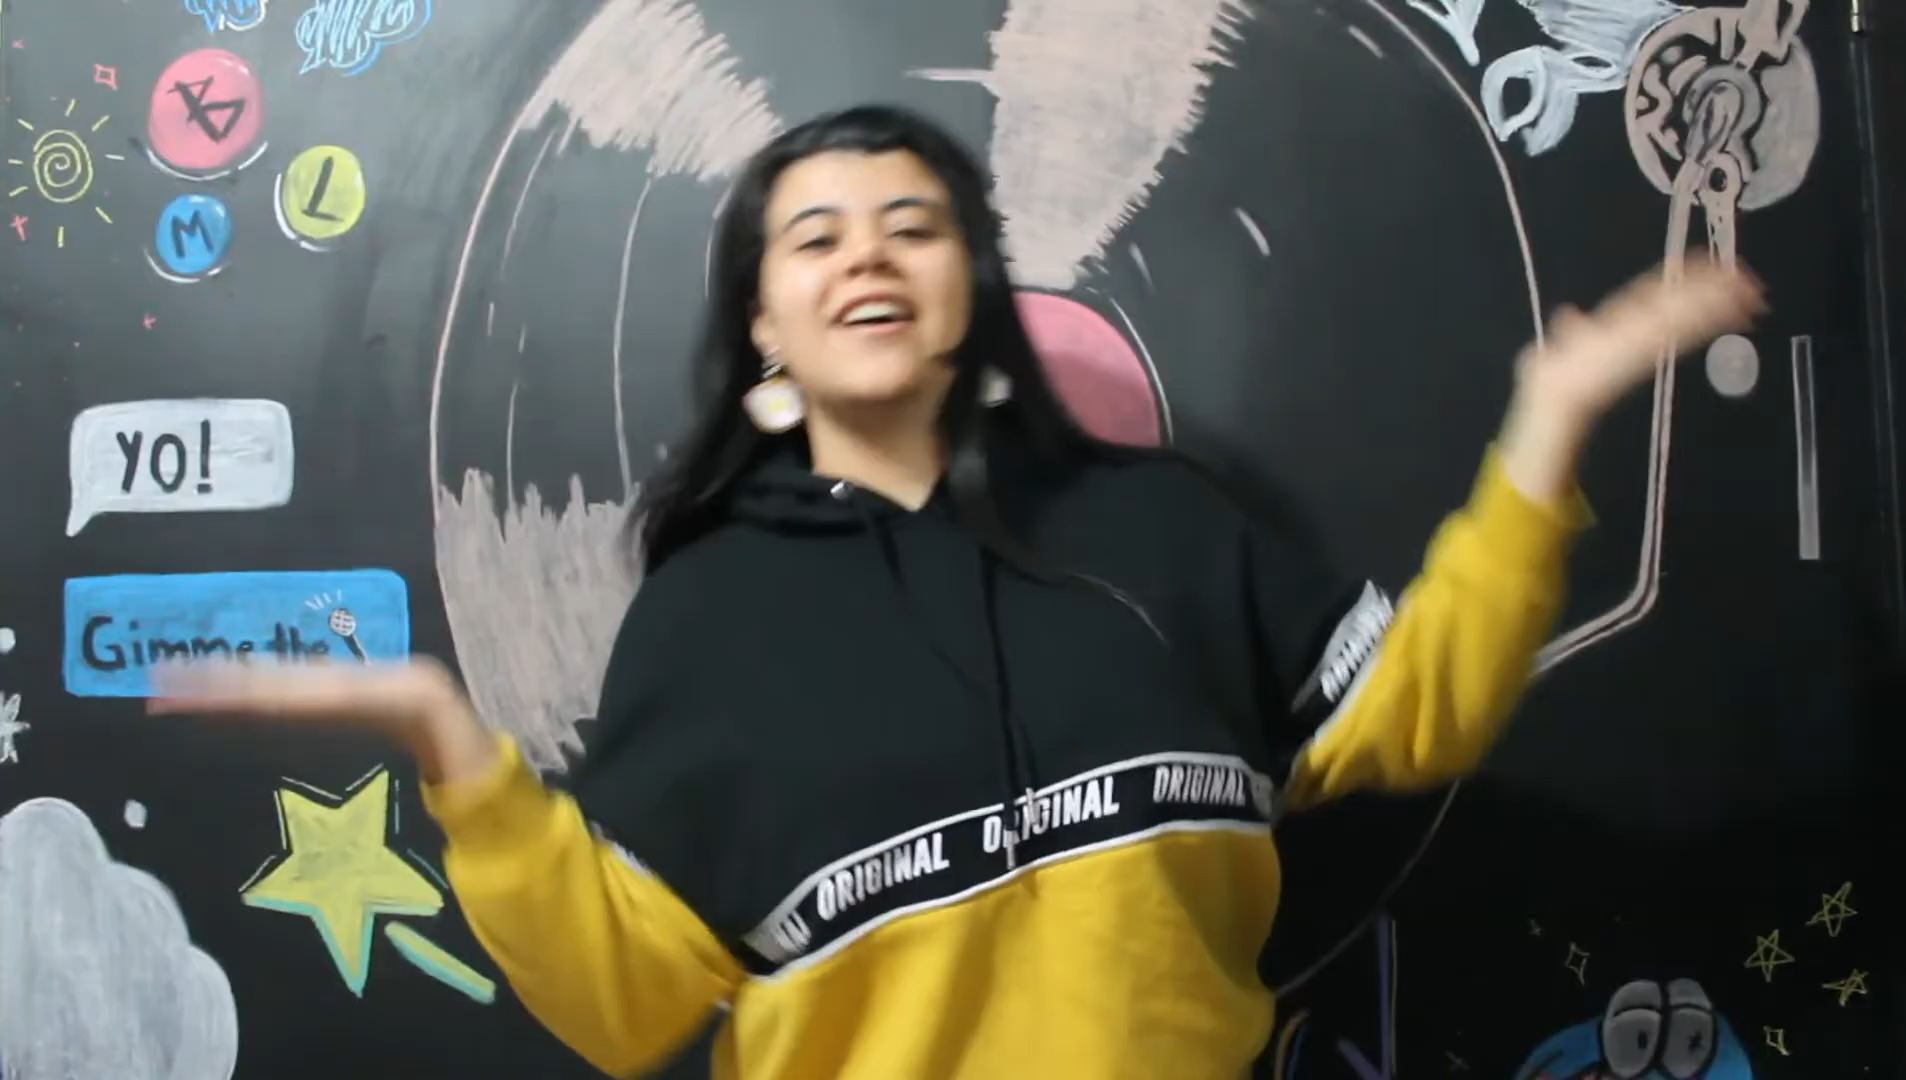 B
L
M
YO!
Gimme the
ORIGINAL ORIGINAL ORIGINAL